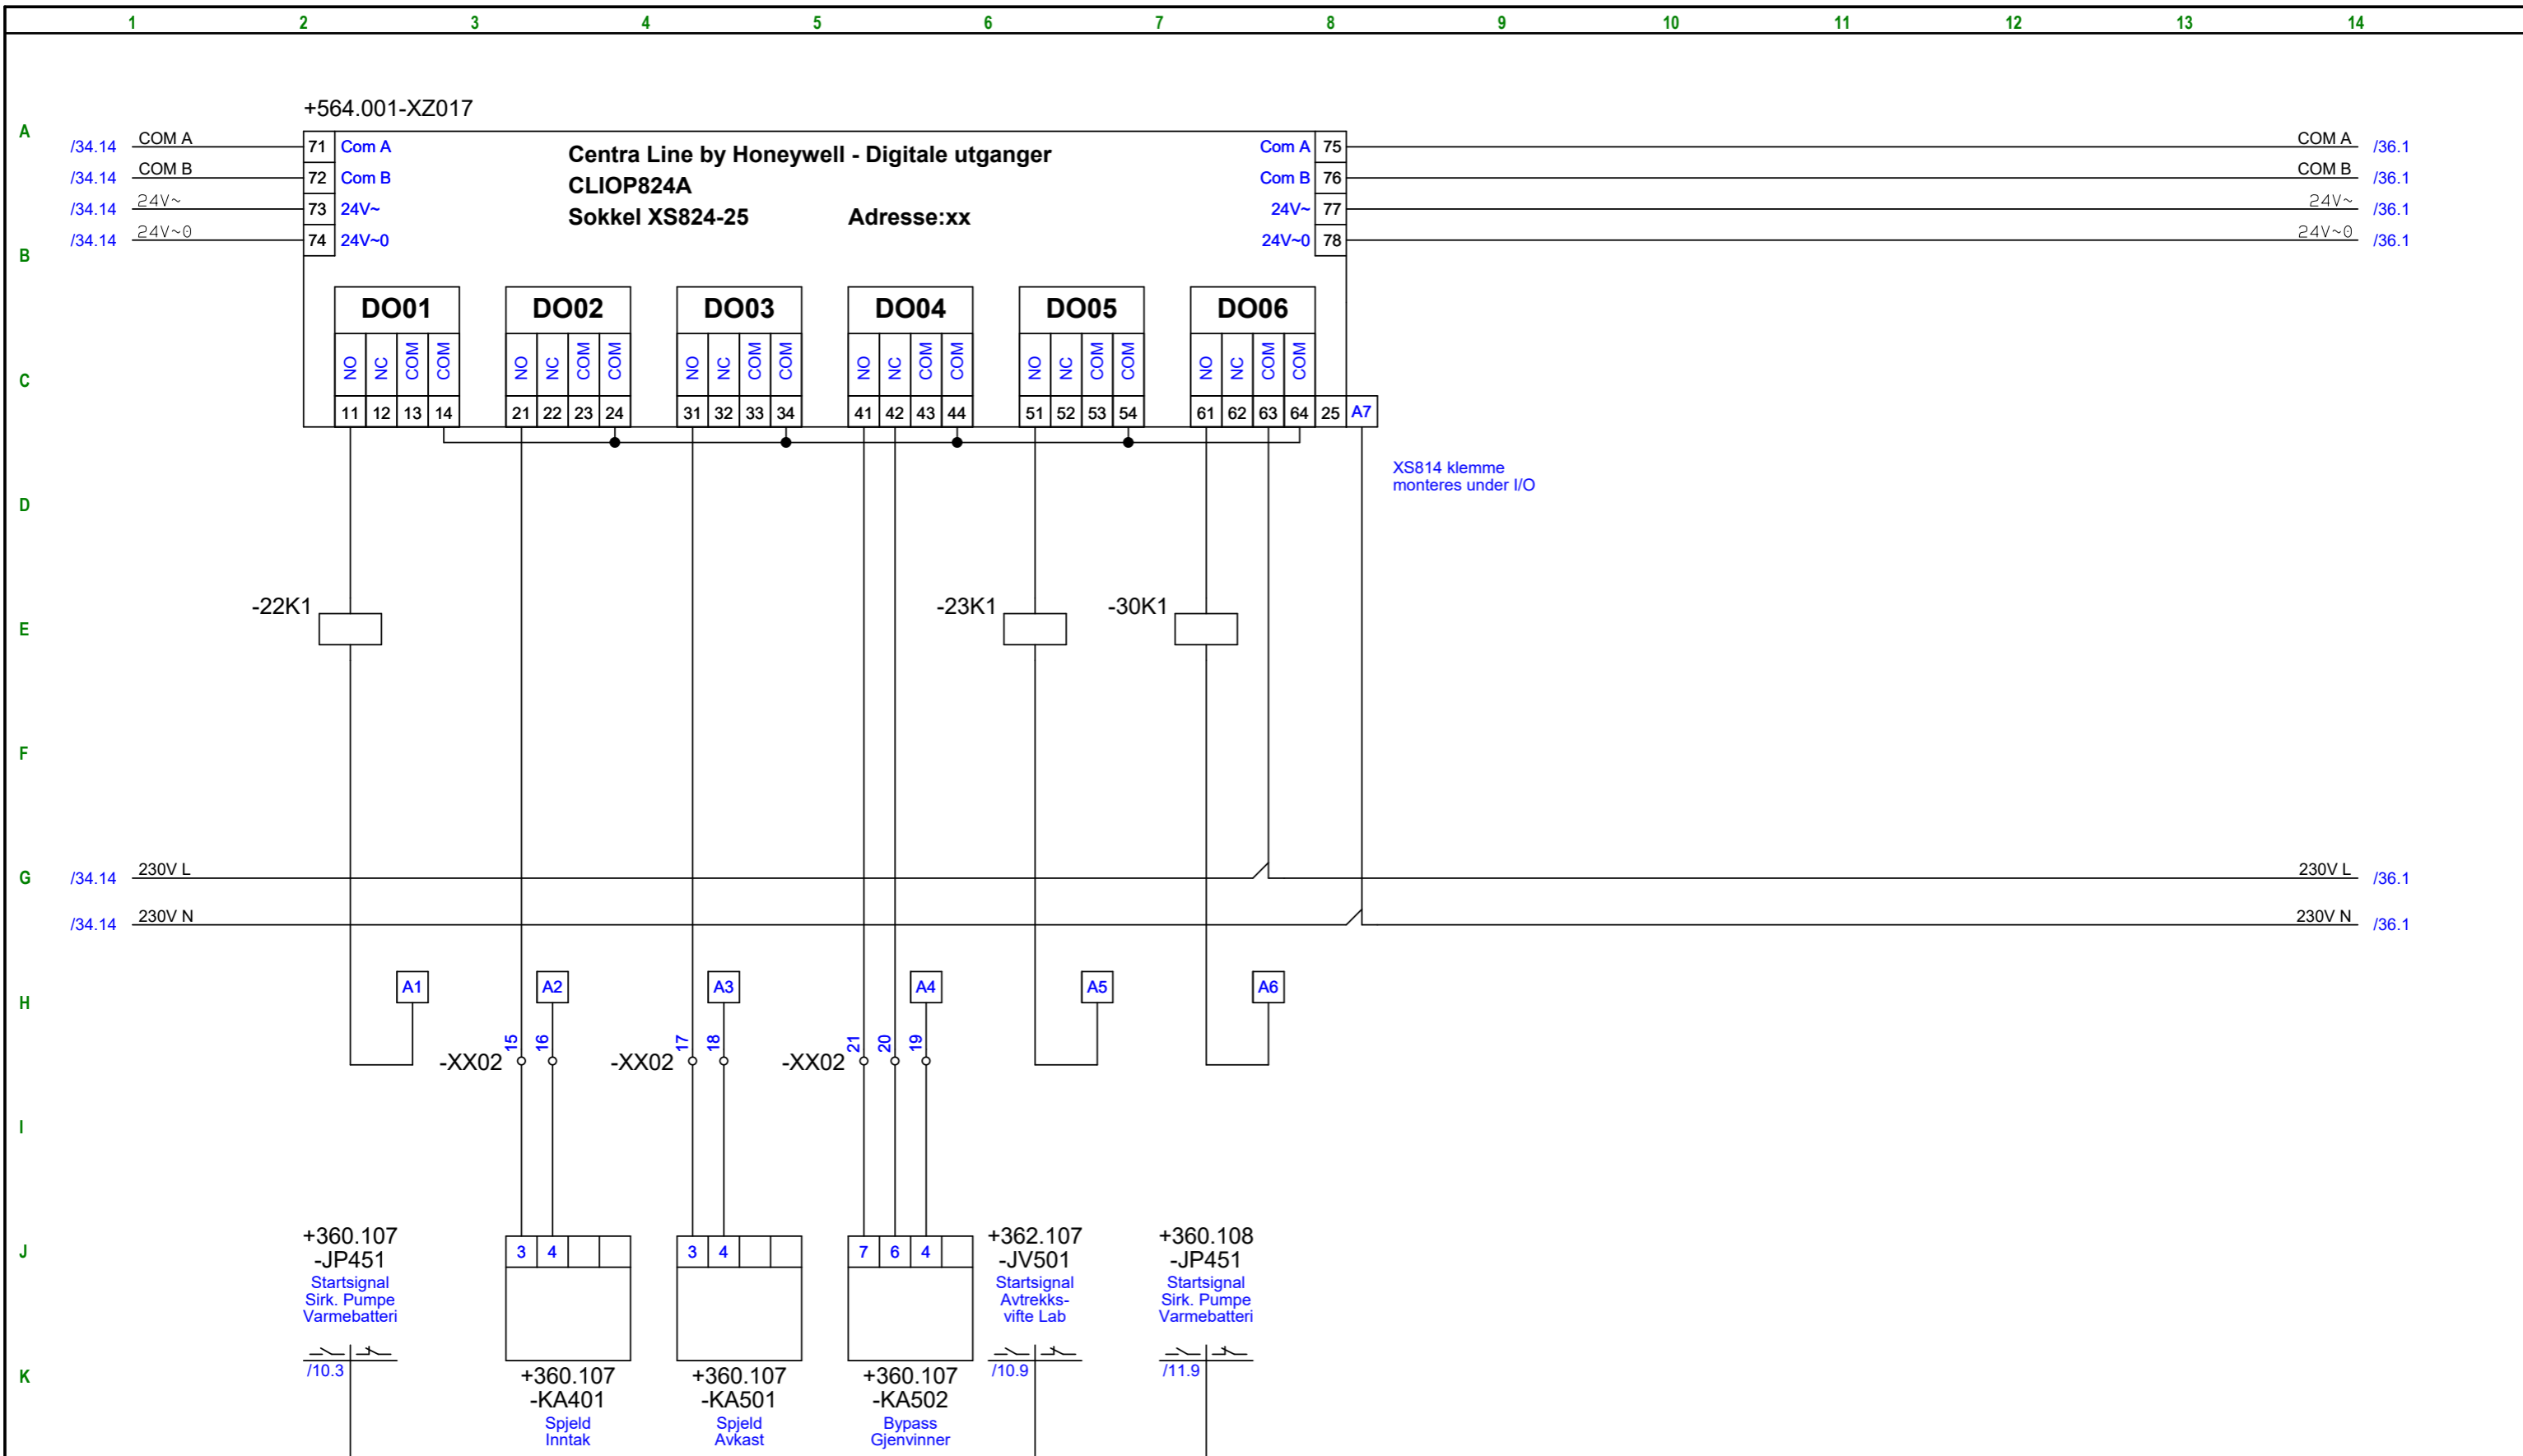 1 2 3 4 5 6 7 8 9 10 11 12 13 14
+564.001-XZ017
A
/34.14 COM A 71 Com A
Centra Line by Honeywell - Digitale utganger
Com A 75 COM A /36.1
/34.14 COM B 72 Com B
CLIOP824A
Com B 76 COM B /36.1
/34.14 24V~ 73 24V~
Sokkel XS824-25 Adresse:xx
24V~ 77 24V~ /36.1
/34.14 24V~0 74 24V~0
24V~0 78 24V~0 /36.1
B
DO01 DO02 DO03 DO04 DO05 DO06
NO NC COM COM NO NC COM COM NO NC COM COM NO NC COM COM NO NC COM COM NO NC COM COM
C
11 12 13 14 21 22 23 24 31 32 33 34 41 42 43 44 51 52 53 54 61 62 63 64 25 A7
XS814 klemme
monteres under I/O
D
-22K1 -23K1 -30K1
E
F
G
/34.14 230V L 230V L /36.1
/34.14 230V N 230V N /36.1
H
A1 A2 A3 A4 A5 A6
15 16 17 18 21 20 19
-XX02 -XX02 -XX02
I
J
+360.107
-JP451
Startsignal
Sirk. Pumpe
Varmebatteri
/10.3
3 4
+360.107
-KA401
Spjeld
Inntak
3 4
+360.107
-KA501
Spjeld
Avkast
7 6 4
+360.107
-KA502
Bypass
Gjenvinner
+362.107
-JV501
Startsignal
Avtrekks-
vifte Lab
/10.9
+360.108
-JP451
Startsignal
Sirk. Pumpe
Varmebatteri
/11.9
K